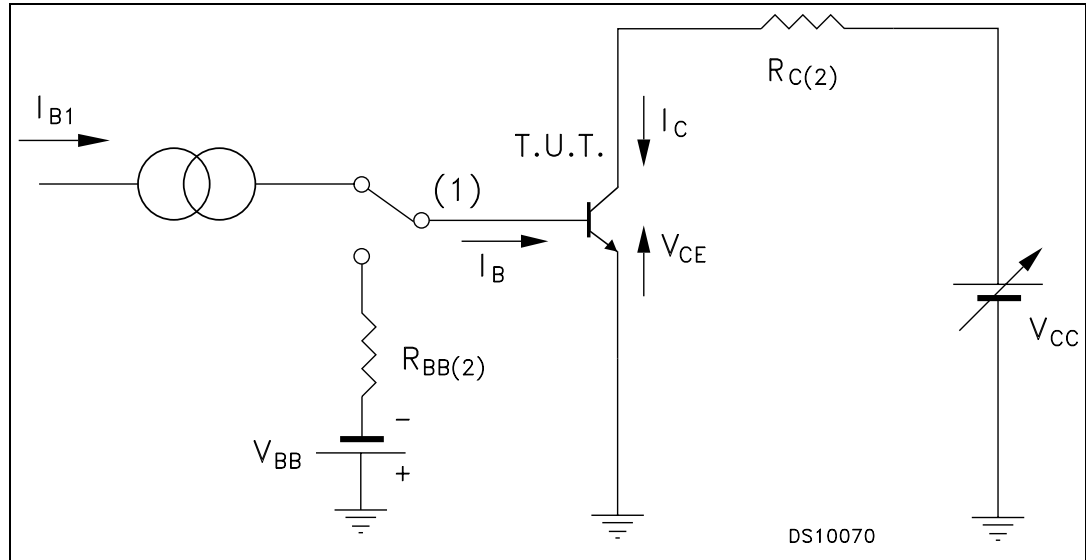 R_C(2)
I_B1
I_C
T.U.T.
(1)
V_CE
I_B
V_CC
R_BB(2)
−
V_BB
+
DS10070